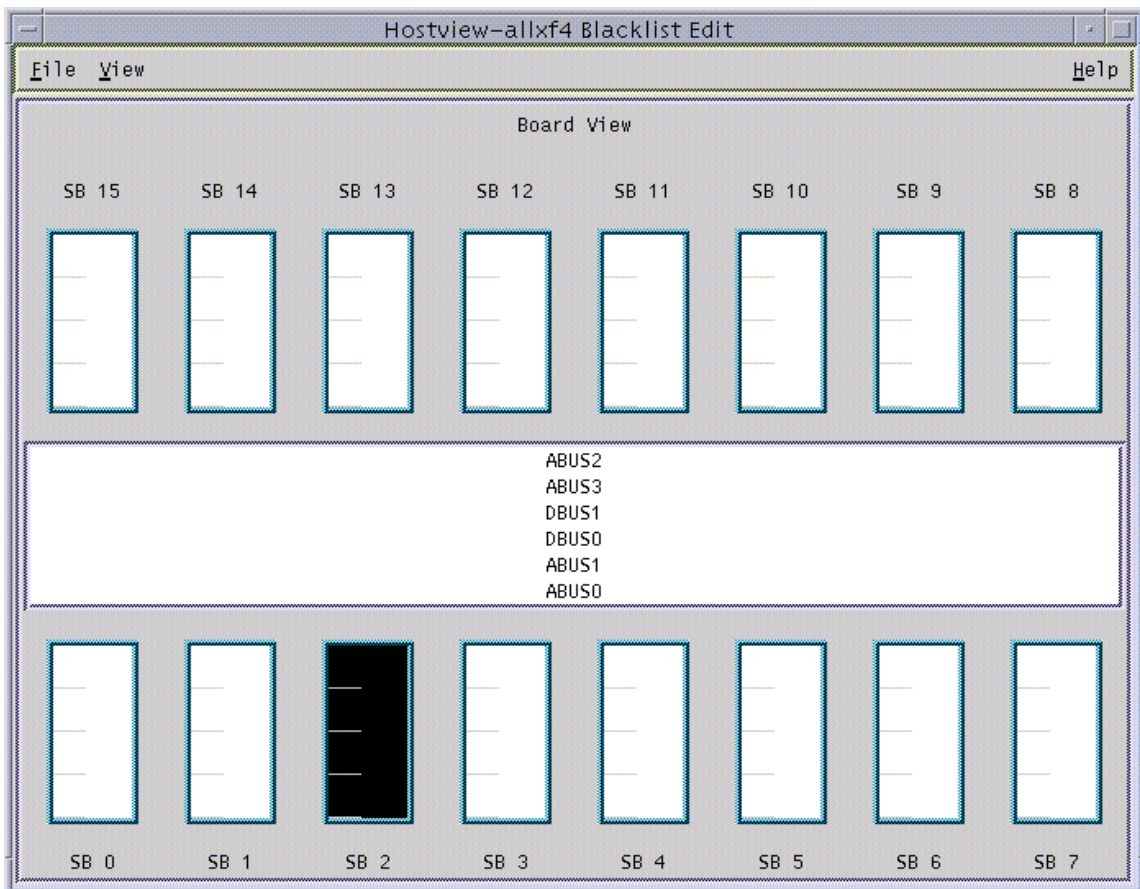 Hostview-allxf4 Blacklist Edit
File View Help
Board View
SB 15 SB 14 SB 13 SB 12 SB 11 SB 10 SB 9 SB 8
ABUS2
ABUS3
DBUS1
DBUS0
ABUS1
ABUS0
SB 0 SB 1 SB 2 SB 3 SB 4 SB 5 SB 6 SB 7